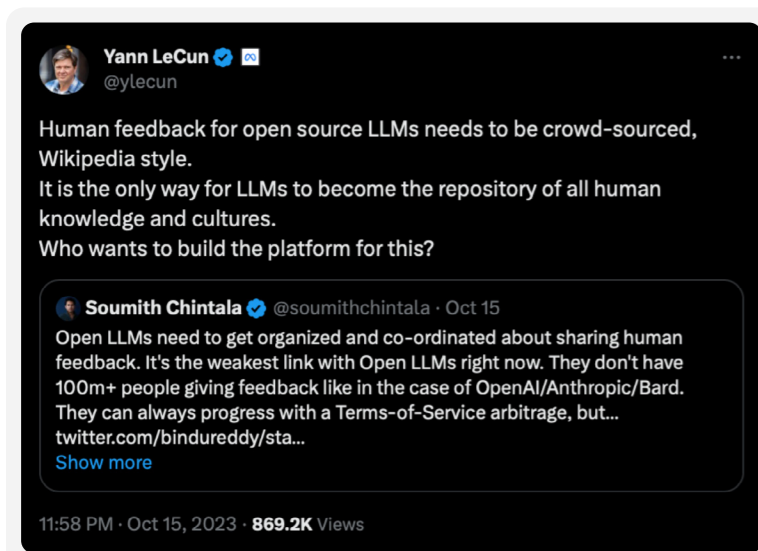 Yann LeCun
@ylecun
Human feedback for open source LLMs needs to be crowd-sourced,
Wikipedia style.
It is the only way for LLMs to become the repository of all human
knowledge and cultures.
Who wants to build the platform for this?
Soumith Chintala @soumithchintala · Oct 15
Open LLMs need to get organized and co-ordinated about sharing human
feedback. It's the weakest link with Open LLMs right now. They don't have
100m+ people giving feedback like in the case of OpenAI/Anthropic/Bard.
They can always progress with a Terms-of-Service arbitrage, but...
twitter.com/bindureddy/sta...
Show more
11:58 PM · Oct 15, 2023 · 869.2K Views